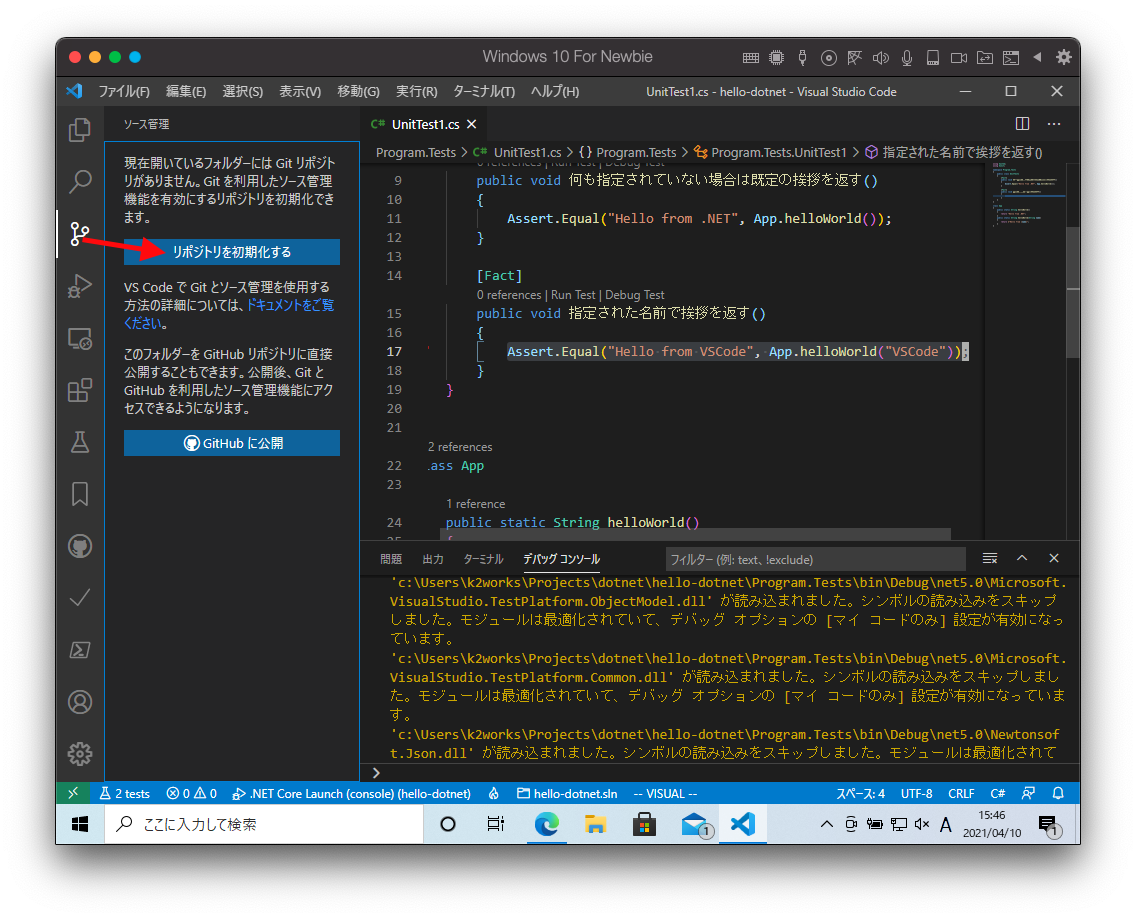 Windows 10 For Newbie
ファイル(F) 編集(E) 選択(S) 表示(V) 移動(G) 実行(R) ターミナル(T) ヘルプ(H) UnitTest1.cs - hello-dotnet - Visual Studio Code
ソース管理
現在開いているフォルダーには Git リポジト
リがありません。Git を利用したソース管理
機能を有効にするリポジトリを初期化できま
す。
リポジトリを初期化する
VS Code で Git とソース管理を使用する
方法の詳細については、ドキュメントをご覧
ください。
このフォルダーを GitHub リポジトリに直接
公開することもできます。公開後、Git と
GitHub を利用したソース管理機能にアク
セスできるようになります。
GitHub に公開
C# UnitTest1.cs
Program.Tests > C# UnitTest1.cs > {} Program.Tests > Program.Tests.UnitTest1 > 指定された名前で挨拶を返す()
0 references | Run Test | Debug Test
9 public void 何も指定されていない場合は既定の挨拶を返す()
10 {
11 Assert.Equal("Hello from .NET", App.helloWorld());
12 }
13
14 [Fact]
0 references | Run Test | Debug Test
15 public void 指定された名前で挨拶を返す()
16 {
17 Assert.Equal("Hello from VSCode", App.helloWorld("VSCode"));
18 }
19 }
20
21
2 references
22 ass App
23
1 reference
24 public static String helloWorld()
25 {
問題 出力 ターミナル デバッグ コンソール フィルター (例: text、!exclude)
'c:\Users\k2works\Projects\dotnet\hello-dotnet\Program.Tests\bin\Debug\net5.0\Microsoft.
VisualStudio.TestPlatform.ObjectModel.dll' が読み込まれました。シンボルの読み込みをスキップ
しました。モジュールは最適化されていて、デバッグ オプションの [マイ コードのみ] 設定が有効になっ
ています。
'c:\Users\k2works\Projects\dotnet\hello-dotnet\Program.Tests\bin\Debug\net5.0\Microsoft.
VisualStudio.TestPlatform.Common.dll' が読み込まれました。シンボルの読み込みをスキップしまし
た。モジュールは最適化されていて、デバッグ オプションの [マイ コードのみ] 設定が有効になっていま
す。
'c:\Users\k2works\Projects\dotnet\hello-dotnet\Program.Tests\bin\Debug\net5.0\Newtonsof
t.Json.dll' が読み込まれました。シンボルの読み込みをスキップしました。モジュールは最適化されて
>
2 tests 0 0 .NET Core Launch (console) (hello-dotnet) hello-dotnet.sln -- VISUAL -- スペース: 4 UTF-8 CRLF C#
ここに入力して検索 1 A 15:46
2021/04/10 1